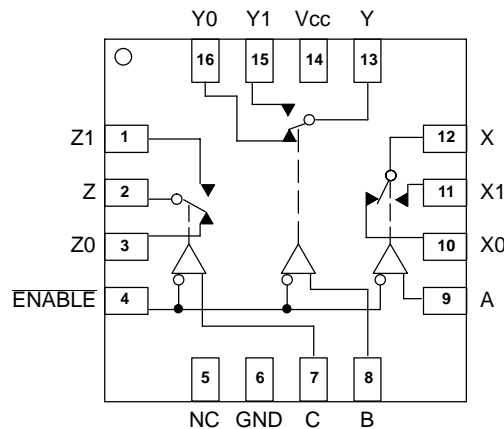 Y0 Y1 Vcc Y
16 15 14 13
Z1 1 12 X
Z 2 11 X1
Z0 3 10 X0
ENABLE 4 9 A
5 6 7 8
NC GND C B